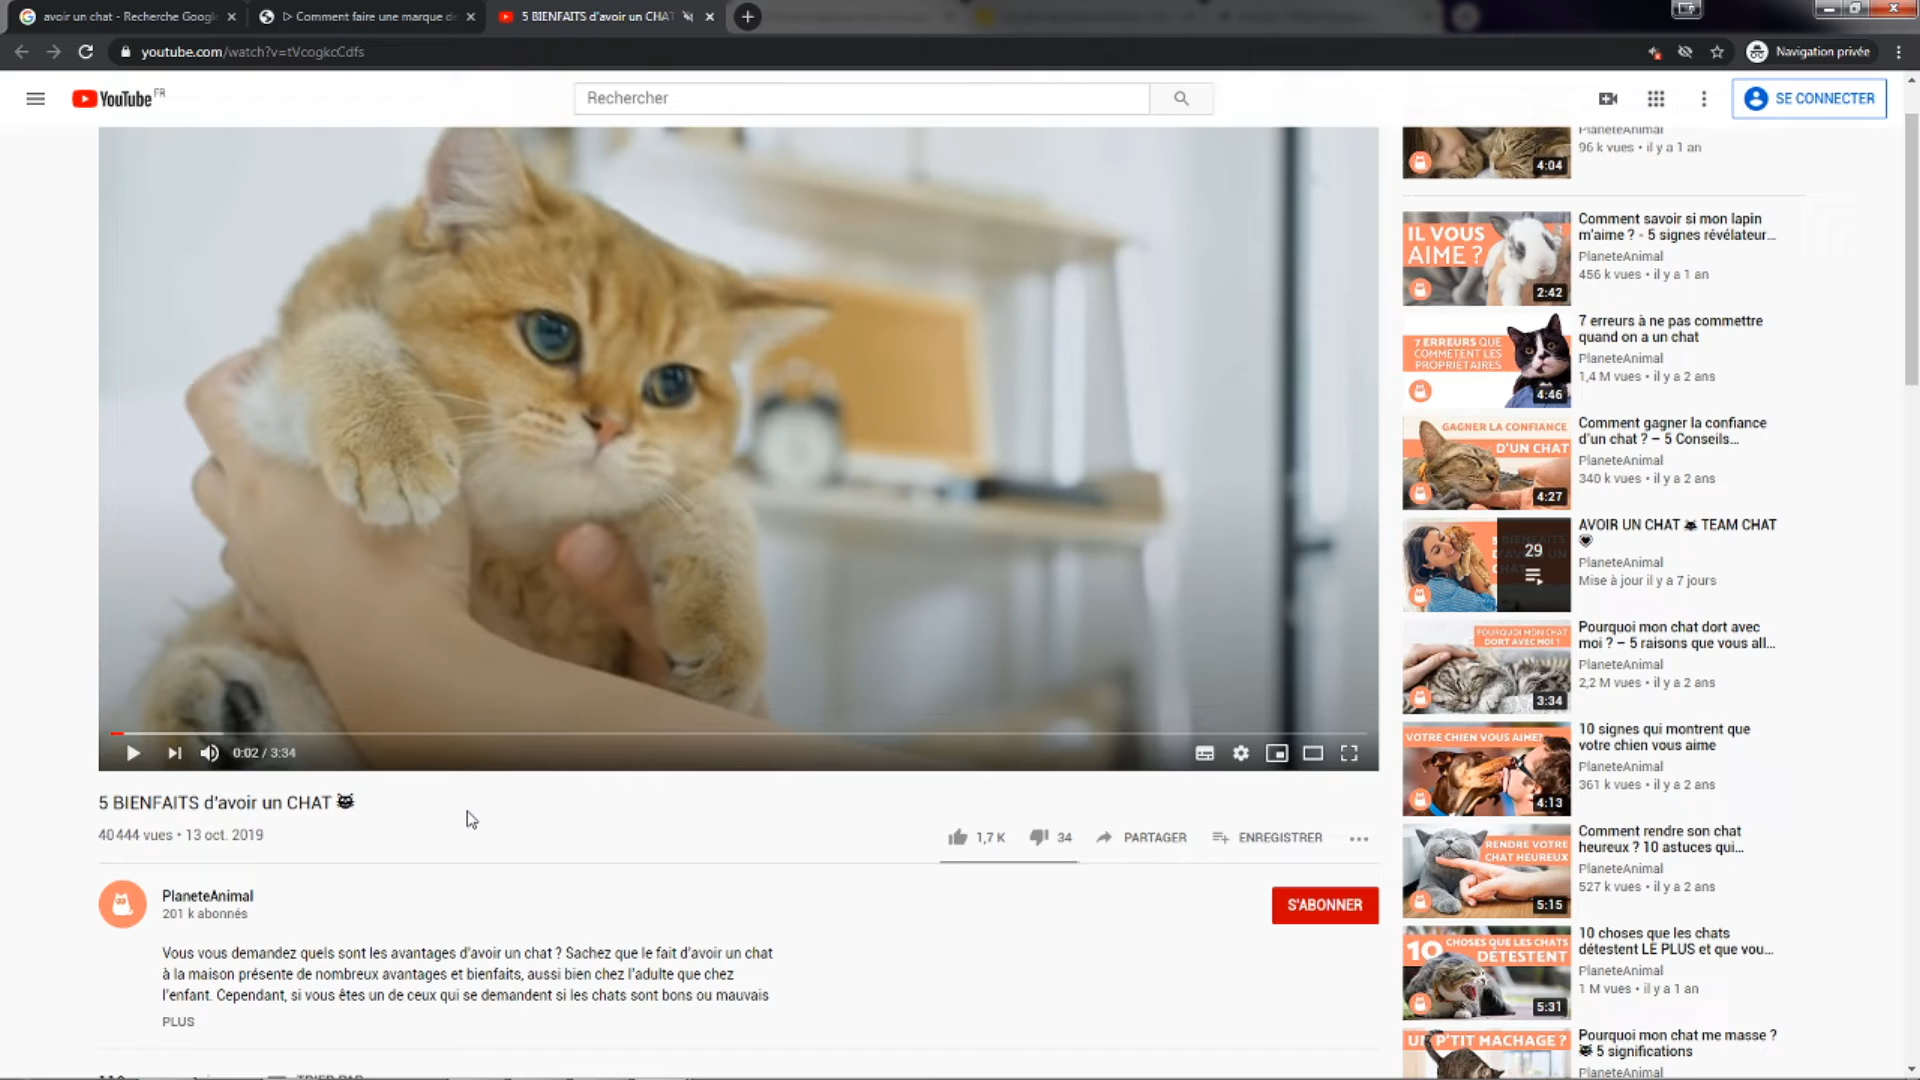 avoir un chat - Recherche Googl
▷ Comment faire une marque de
5 BIENFAITS d'avoir un CHAT
youtube.com/watch?v=tVcogkcCdfs
Navigation privée
YouTube FR
Rechercher
SE CONNECTER
0:02 / 3:34
5 BIENFAITS d'avoir un CHAT
40 444 vues • 13 oct. 2019
1,7 K
34
PARTAGER
ENREGISTRER
PlaneteAnimal
201 k abonnés
S'ABONNER
Vous vous demandez quels sont les avantages d'avoir un chat ? Sachez que le fait d'avoir un chat
à la maison présente de nombreux avantages et bienfaits, aussi bien chez l'adulte que chez
l'enfant. Cependant, si vous êtes un de ceux qui se demandent si les chats sont bons ou mauvais
PLUS
TRIER PAR
4:04
PlaneteAnimal
96 k vues • il y a 1 an
IL VOUS
AIME ?
2:42
Comment savoir si mon lapin
m'aime ? - 5 signes révélateur...
PlaneteAnimal
456 k vues • il y a 1 an
7 ERREURS QUE
COMMETTENT LES
PROPRIÉTAIRES
4:46
7 erreurs à ne pas commettre
quand on a un chat
PlaneteAnimal
1,4 M vues • il y a 2 ans
GAGNER LA CONFIANCE
D'UN CHAT
4:27
Comment gagner la confiance
d'un chat ? – 5 Conseils...
PlaneteAnimal
340 k vues • il y a 2 ans
29
AVOIR UN CHAT TEAM CHAT
PlaneteAnimal
Mise à jour il y a 7 jours
POURQUOI MON CHAT
DORT AVEC MOI ?
3:34
Pourquoi mon chat dort avec
moi ? – 5 raisons que vous all...
PlaneteAnimal
2,2 M vues • il y a 2 ans
VOTRE CHIEN VOUS AIME?
4:13
10 signes qui montrent que
votre chien vous aime
PlaneteAnimal
361 k vues • il y a 2 ans
RENDRE VOTRE
CHAT HEUREUX
5:15
Comment rendre son chat
heureux ? 10 astuces qui...
PlaneteAnimal
527 k vues • il y a 2 ans
10 CHOSES QUE LES CHATS
DÉTESTENT
5:31
10 choses que les chats
détestent LE PLUS et que vou...
PlaneteAnimal
1 M vues • il y a 1 an
UN P'TIT MACHAGE ?
Pourquoi mon chat me masse ?
5 significations
PlaneteAnimal